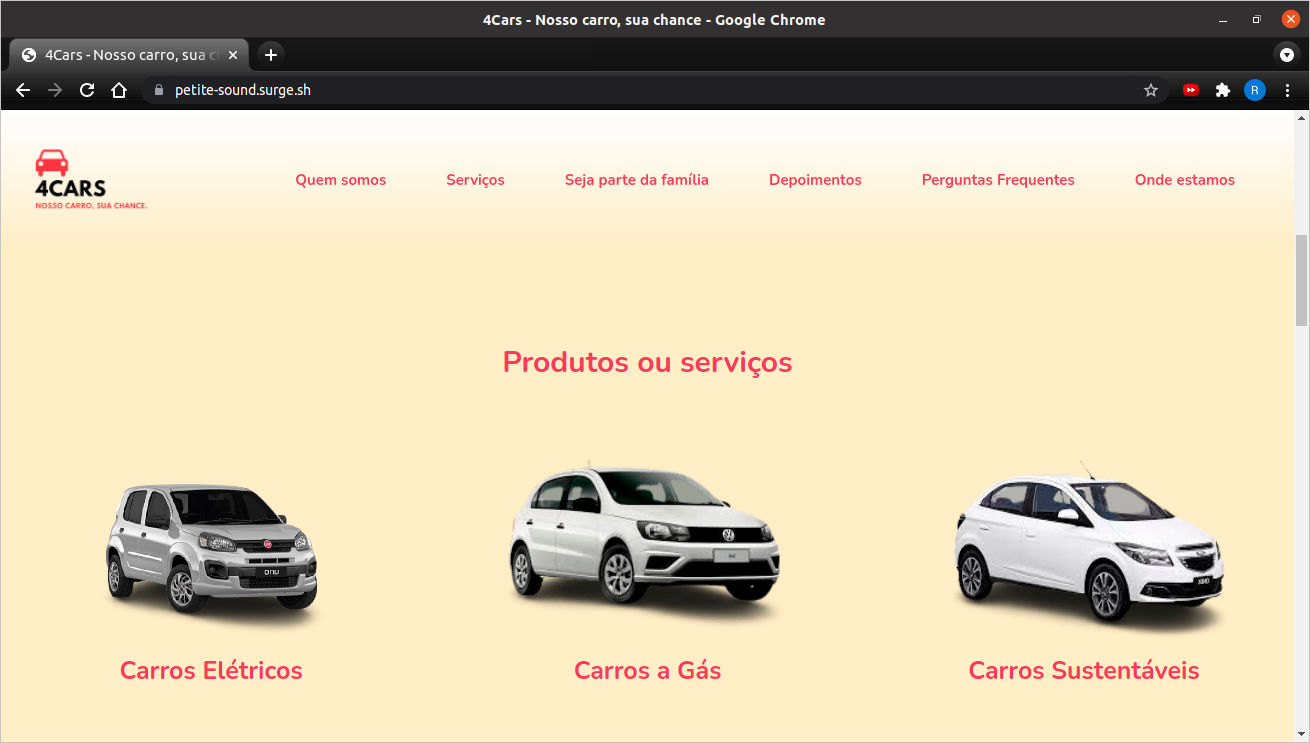 4Cars - Nosso carro, sua chance - Google Chrome
4Cars - Nosso carro, sua c
petite-sound.surge.sh
R
4CARS
NOSSO CARRO, SUA CHANCE.
Quem somos
Serviços
Seja parte da família
Depoimentos
Perguntas Frequentes
Onde estamos
Produtos ou serviços
Carros Elétricos
Carros a Gás
Carros Sustentáveis